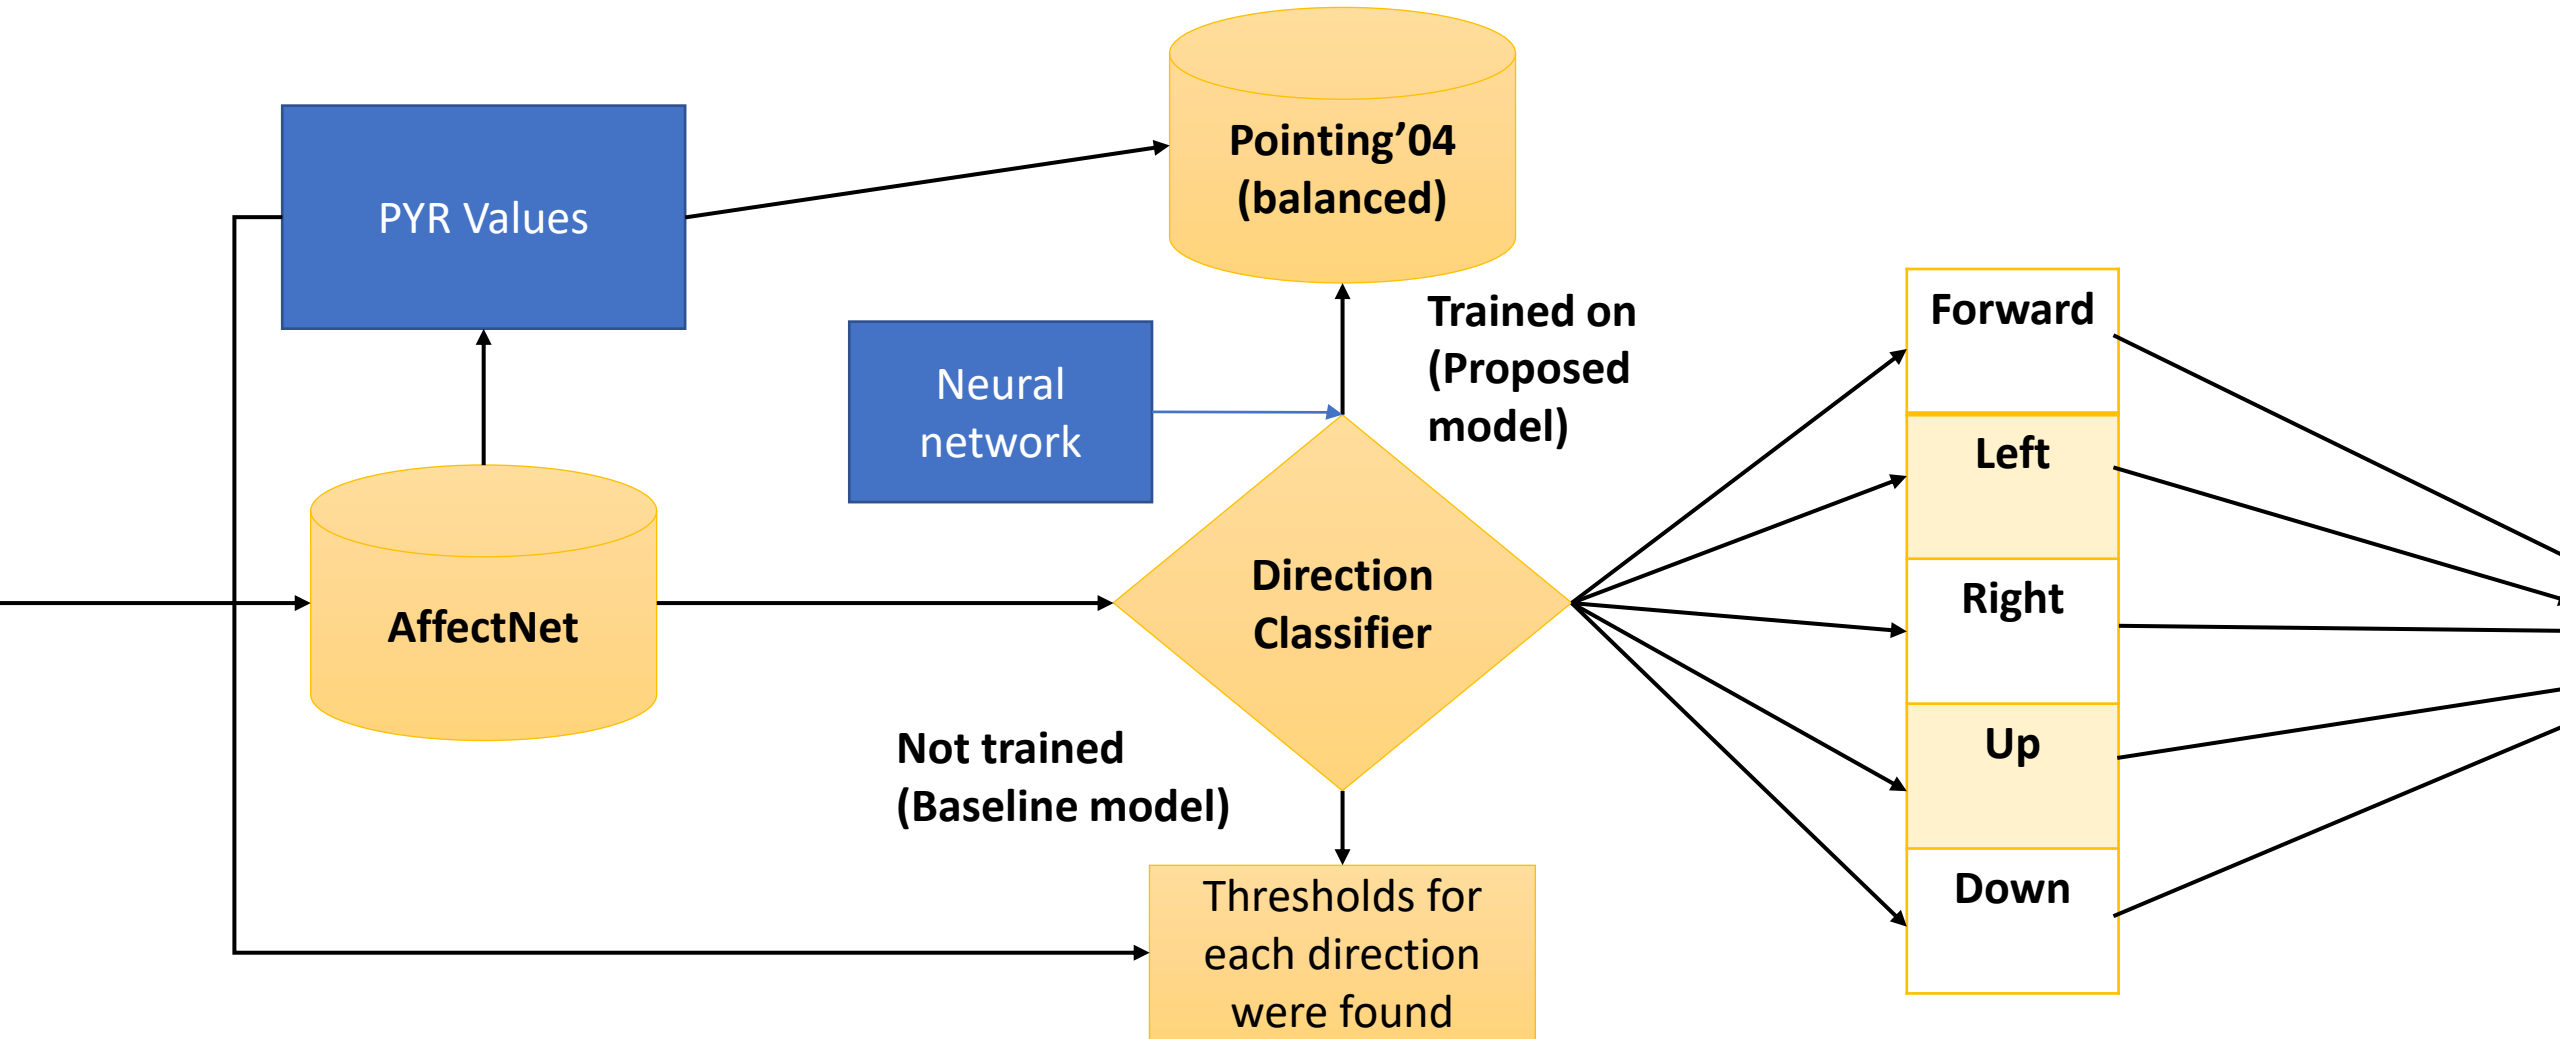 PYR Values
Pointing’04
(balanced)
Neural
network
Trained on
(Proposed
model)
AffectNet
Direction
Classifier
Not trained
(Baseline model)
Thresholds for
each direction
were found
Forward
Left
Right
Up
Down